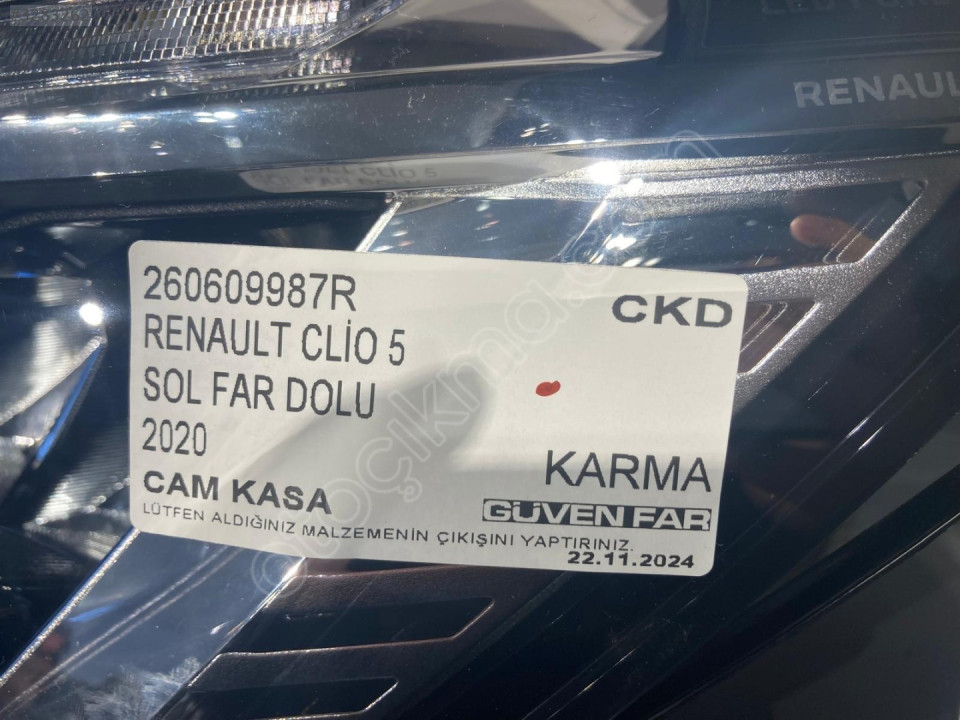 RENAUL
260609987R
CKD
RENAULT CLİO 5
SOL FAR DOLU
2020
KARMA
CAM KASA
GÜVEN FAR
LÜTFEN ALDIĞINIZ MALZEMENİN ÇIKIŞINI YAPTIRINIZ.
22.11.2024